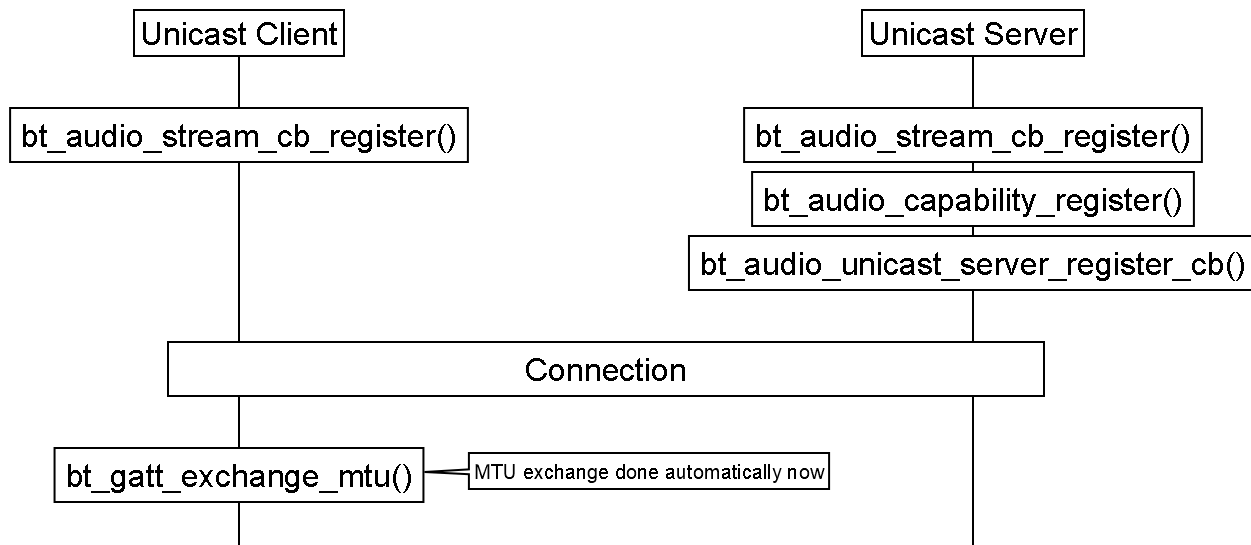 Unicast Client
Unicast Server
bt_audio_stream_cb_register()
bt_audio_stream_cb_register()
bt_audio_capability_register()
bt_audio_unicast_server_register_cb()
Connection
bt_gatt_exchange_mtu()
MTU exchange done automatically now